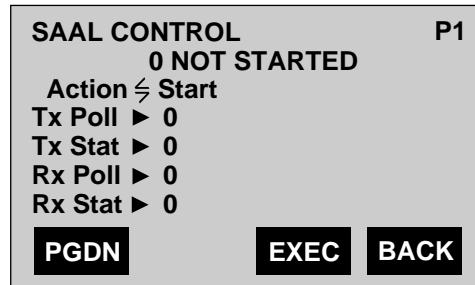 SAAL CONTROL P1
0 NOT STARTED
Action ⥃ Start
Tx Poll ► 0
Tx Stat ► 0
Rx Poll ► 0
Rx Stat ► 0
PGDN EXEC BACK